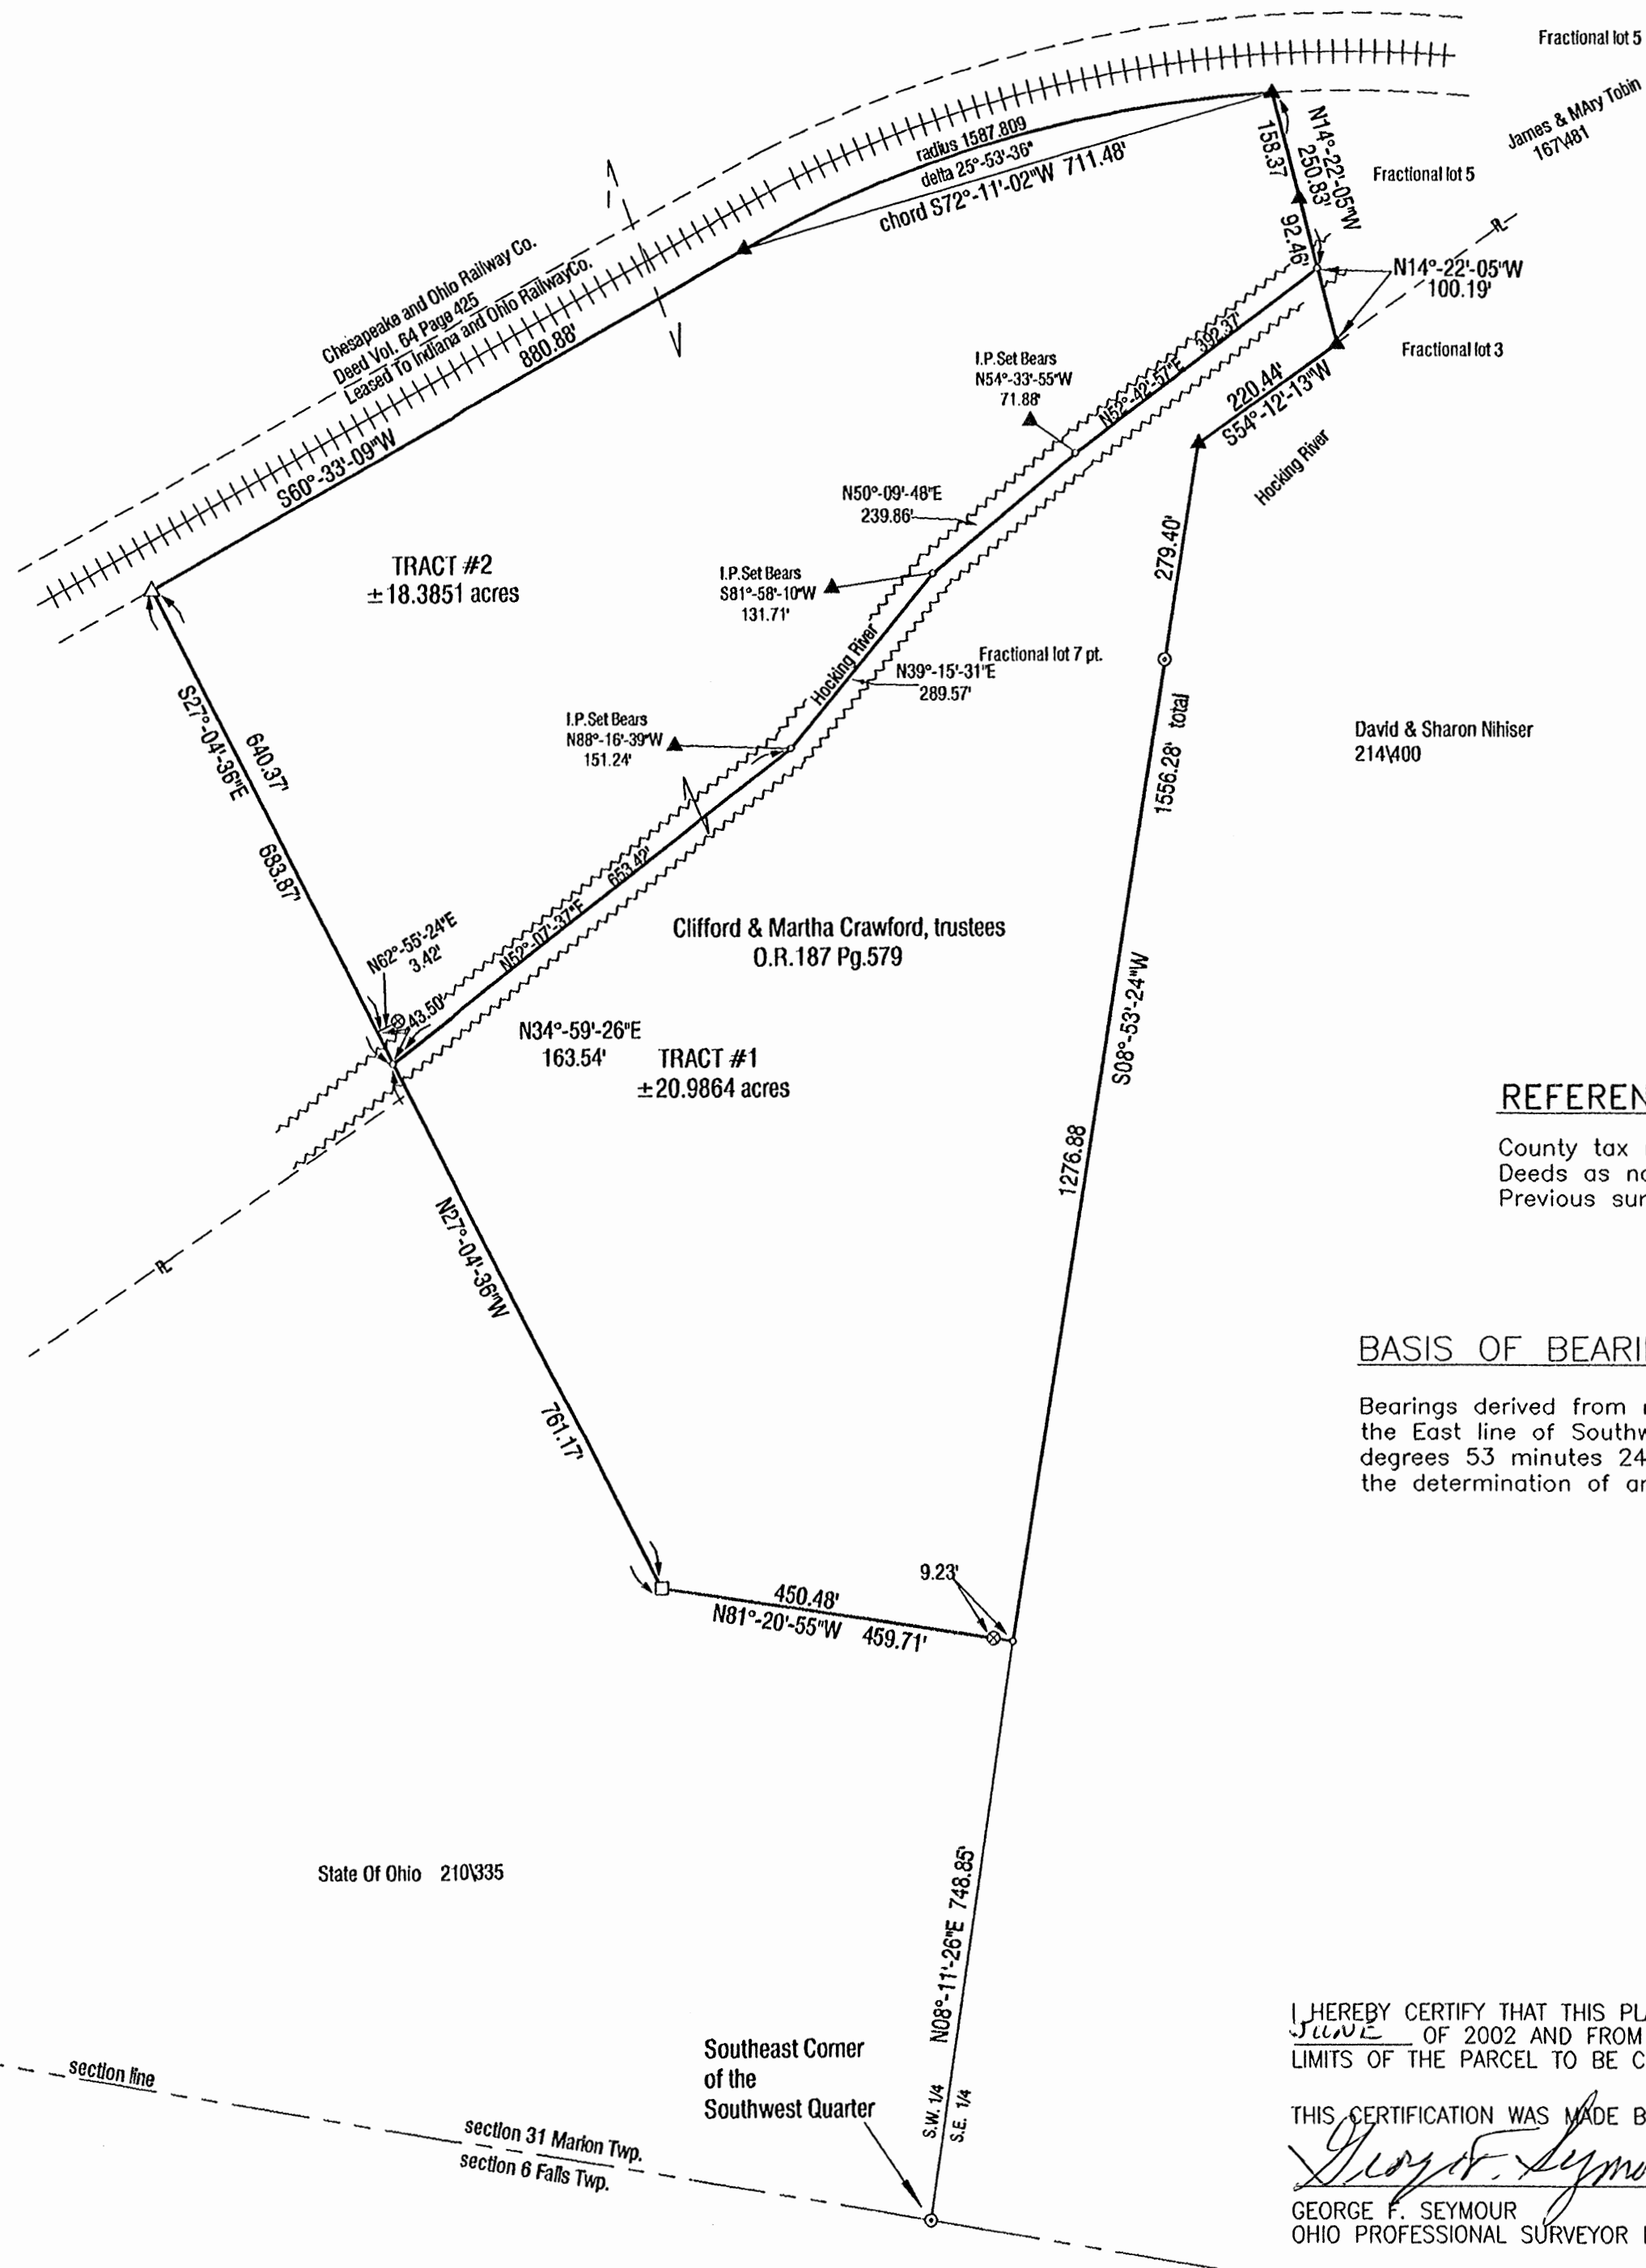 Fractional lot 5
James & MAry Tobin
167\481
Fractional lot 5
N14°-22'-05"W
250.83'
158.37
92.46'
radius 1587.809
delta 25°-53'-36"
chord S72°-11'-02"W 711.48'
N14°-22'-05"W
100.19'
Fractional lot 3
Chesapeake and Ohio Railway Co.
Deed Vol. 64 Page 425
Leased To Indiana and Ohio RailwayCo.
880.88'
S60°-33'-09"W
I.P.Set Bears
N54°-33'-55"W
71.88'
N52°-42'-57"E 392.37'
220.44'
S54°-12'-13"W
Hocking River
N50°-09'-48"E
239.86'
279.40'
TRACT #2
±18.3851 acres
I.P.Set Bears
S81°-58'-10"W
131.71'
Hocking River
Fractional lot 7 pt.
N39°-15'-31"E
289.57'
I.P.Set Bears
N88°-16'-39"W
151.24'
1556.28' total
David & Sharon Nihiser
214\400
S27°-04'-36"E
640.37'
683.87'
N52°-07'-37"E 653.42'
Clifford & Martha Crawford, trustees
O.R.187 Pg.579
N62°-55'-24"E
3.42'
43.50'
N34°-59'-26"E
163.54'
TRACT #1
±20.9864 acres
S08°-53'-24"W
1276.88
REFEREN
County tax
Deeds as no
Previous sur
PL
PL
N27°-04'-36"W
761.17'
BASIS OF BEARI
Bearings derived from
the East line of Southw
degrees 53 minutes 24
the determination of ar
9.23'
450.48'
N81°-20'-55"W 459.71'
State Of Ohio 210\335
N08°-11'-26"E 748.85'
S.W. 1/4
S.E. 1/4
Southeast Corner
of the
Southwest Quarter
section line
section 31 Marion Twp.
section 6 Falls Twp.
I HEREBY CERTIFY THAT THIS PLA
JUNE OF 2002 AND FROM
LIMITS OF THE PARCEL TO BE C
THIS CERTIFICATION WAS MADE B
George F. Seymo
GEORGE F. SEYMOUR
OHIO PROFESSIONAL SURVEYOR